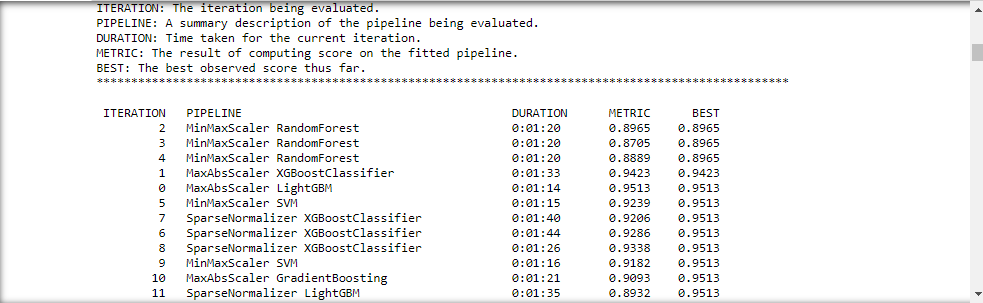 ITERATION: The iteration being evaluated.
PIPELINE: A summary description of the pipeline being evaluated.
DURATION: Time taken for the current iteration.
METRIC: The result of computing score on the fitted pipeline.
BEST: The best observed score thus far.
****************************************************************************************************
ITERATION PIPELINE DURATION METRIC BEST
2 MinMaxScaler RandomForest 0:01:20 0.8965 0.8965
3 MinMaxScaler RandomForest 0:01:20 0.8705 0.8965
4 MinMaxScaler RandomForest 0:01:20 0.8889 0.8965
1 MaxAbsScaler XGBoostClassifier 0:01:33 0.9423 0.9423
0 MaxAbsScaler LightGBM 0:01:14 0.9513 0.9513
5 MinMaxScaler SVM 0:01:15 0.9239 0.9513
7 SparseNormalizer XGBoostClassifier 0:01:40 0.9206 0.9513
6 SparseNormalizer XGBoostClassifier 0:01:44 0.9286 0.9513
8 SparseNormalizer XGBoostClassifier 0:01:26 0.9338 0.9513
9 MinMaxScaler SVM 0:01:16 0.9182 0.9513
10 MaxAbsScaler GradientBoosting 0:01:21 0.9093 0.9513
11 SparseNormalizer LightGBM 0:01:35 0.8932 0.9513